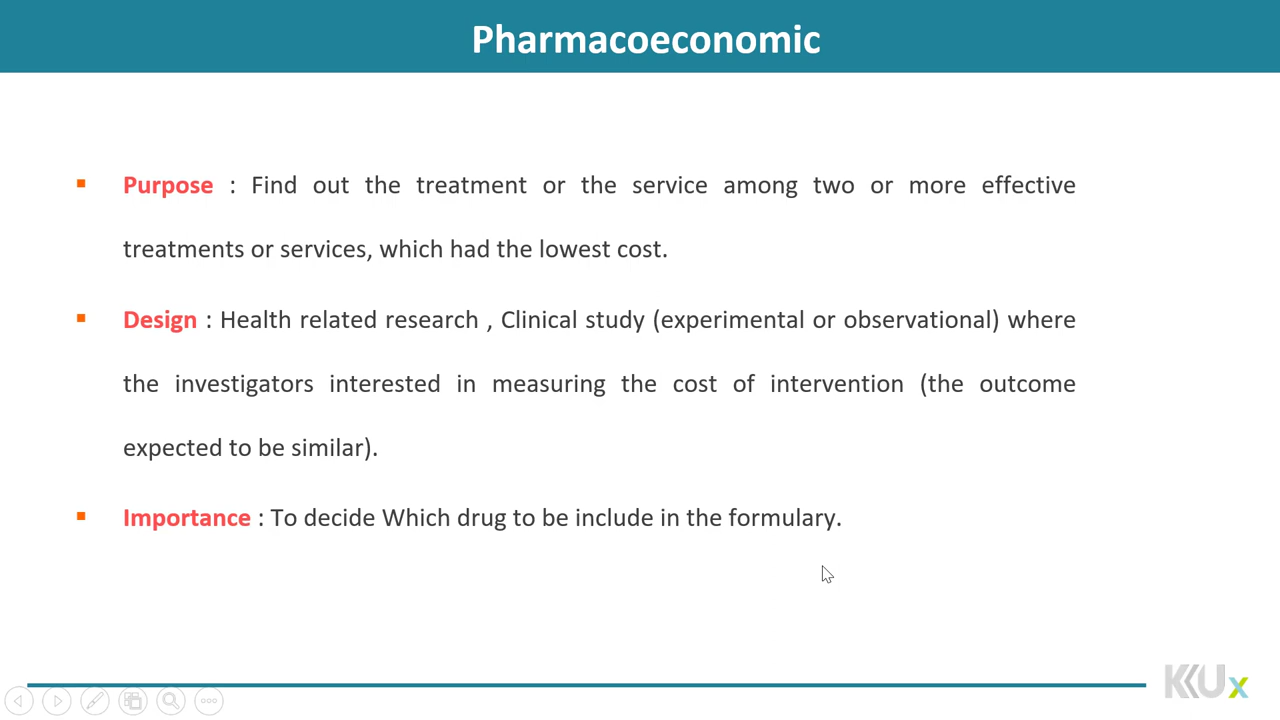 Pharmacoeconomic
Purpose : Find out the treatment or the service among two or more effective
treatments or services, which had the lowest cost.
Design : Health related research , Clinical study (experimental or observational) where
the investigators interested in measuring the cost of intervention (the outcome
expected to be similar).
Importance : To decide Which drug to be include in the formulary.
KKUx